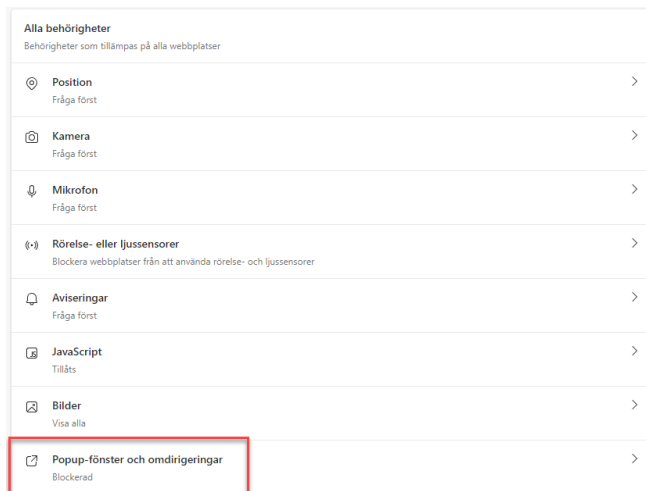 Alla behörigheter
Behörigheter som tillämpas på alla webbplatser
Position
Fråga först
Kamera
Fråga först
Mikrofon
Fråga först
Rörelse- eller ljussensorer
Blockera webbplatser från att använda rörelse- och ljussensorer
Aviseringar
Fråga först
JavaScript
Tillåts
Bilder
Visa alla
Popup-fönster och omdirigeringar
Blockerad